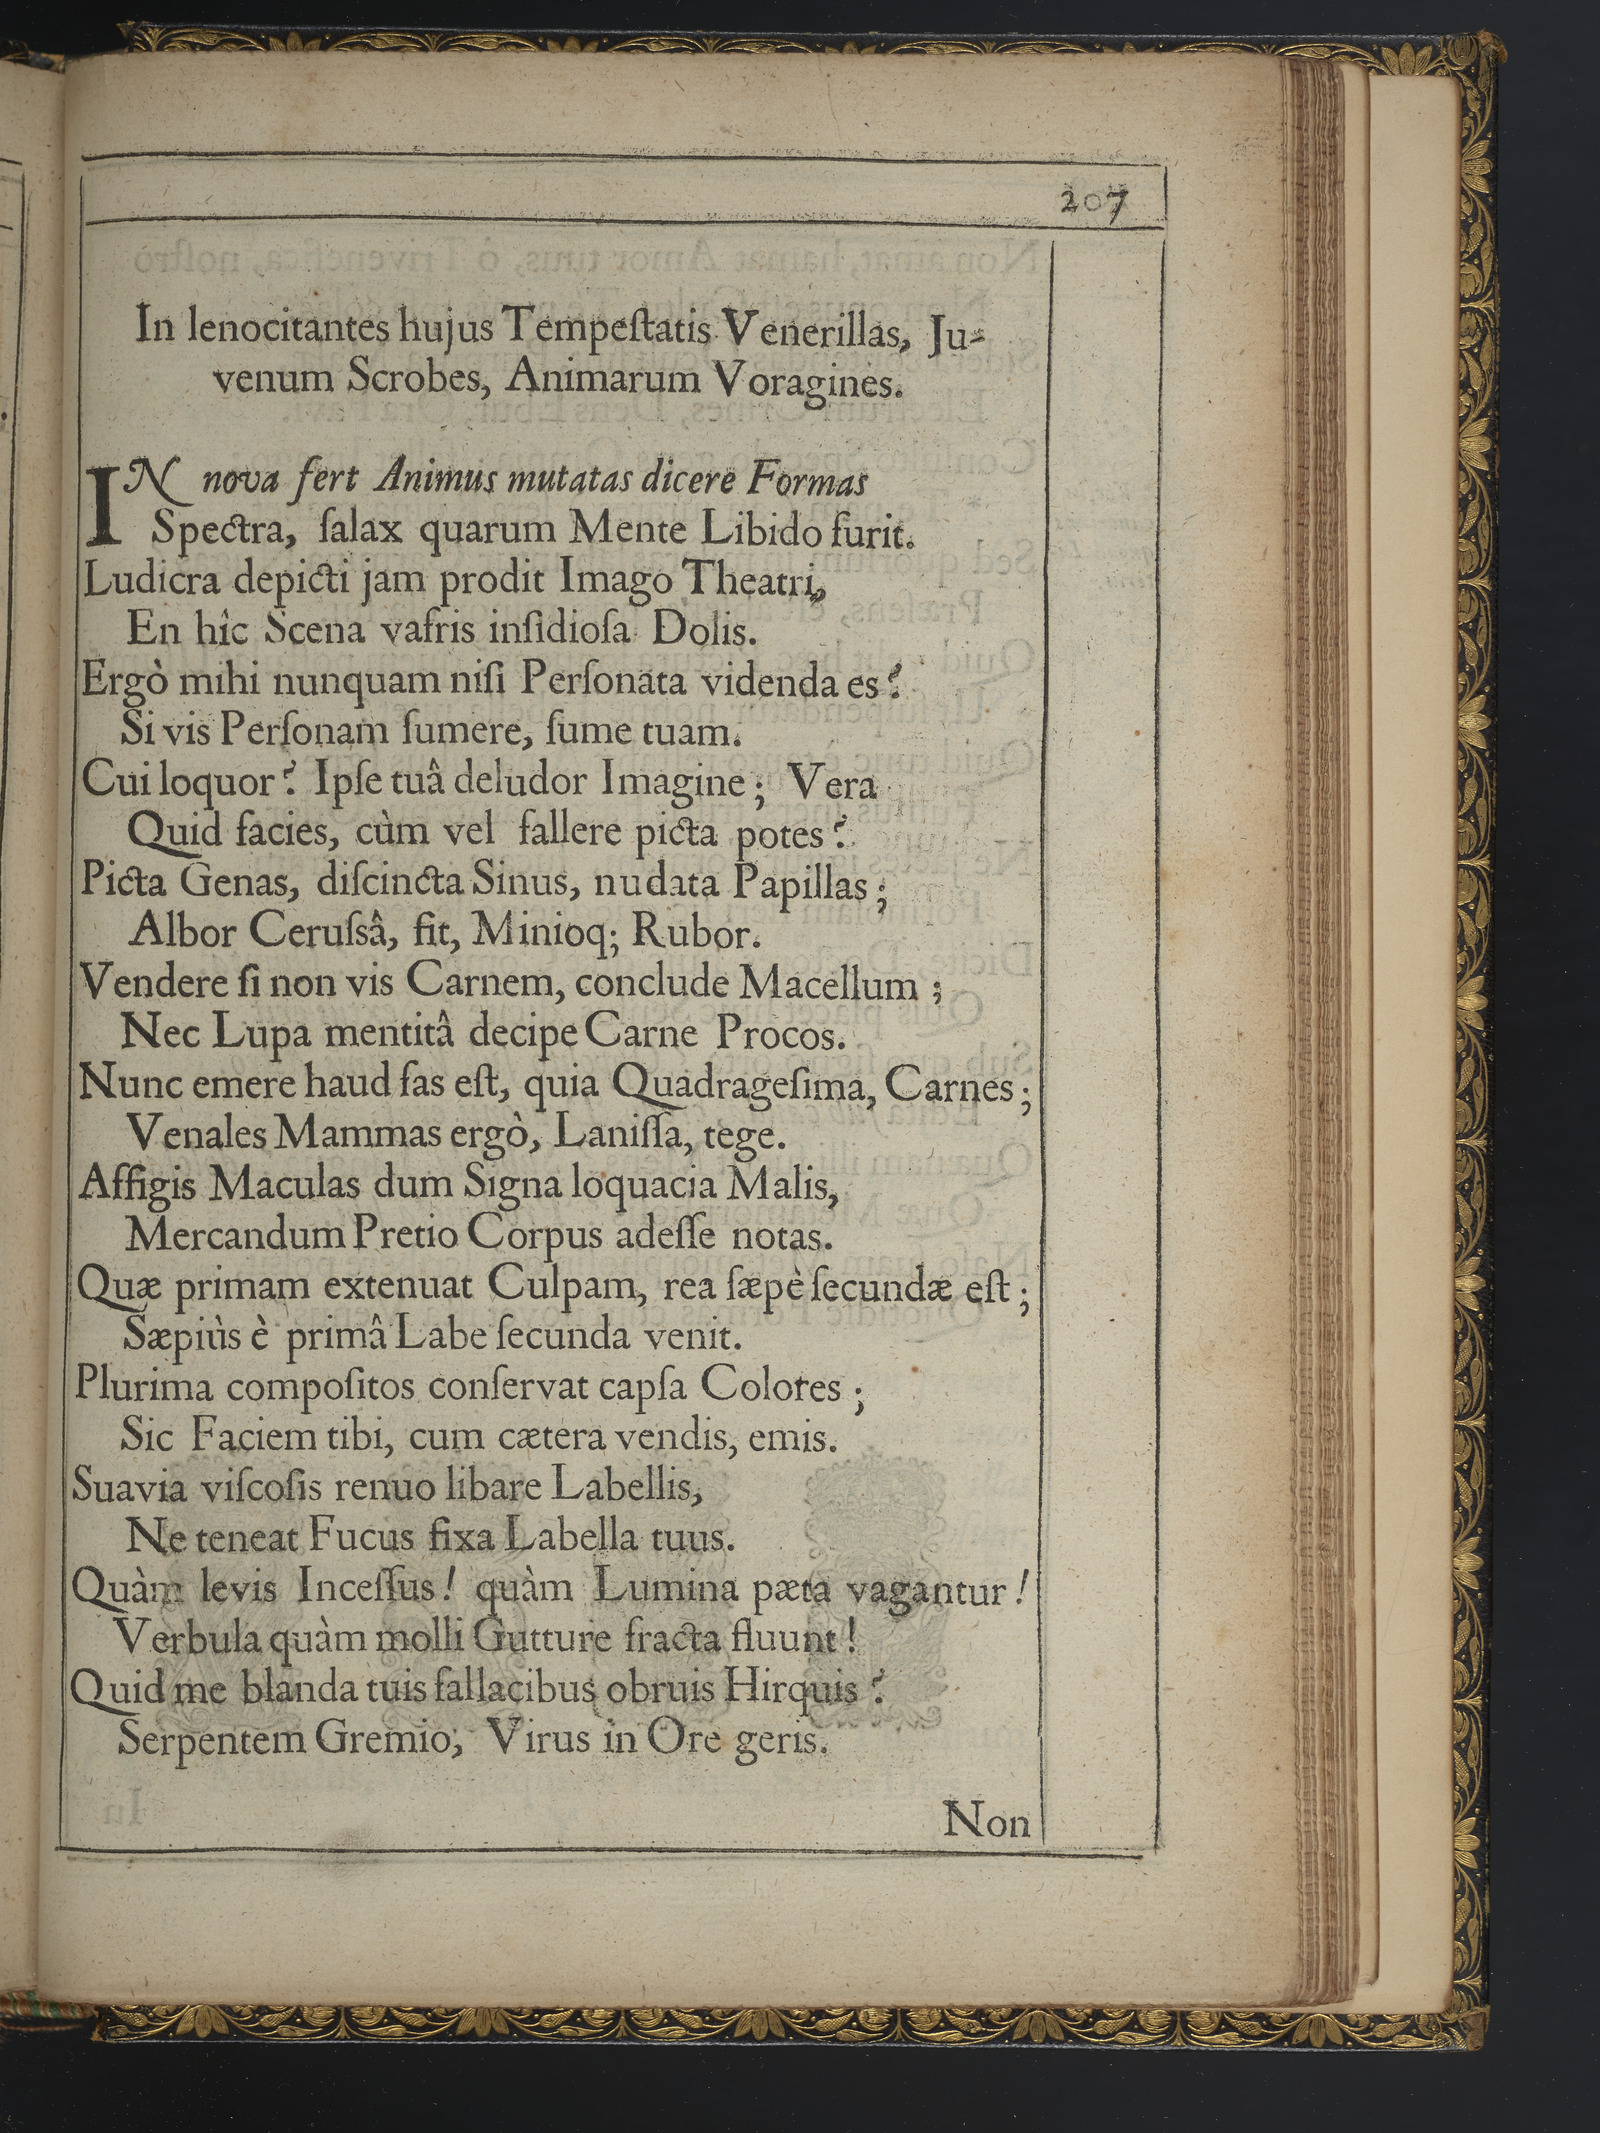 207
In lenocitantes hujus Tempeſtatis Venerillas, Ju-
venum Scrobes, Animarum Voragines.
IN nova fert Animus mutatas dicere Formas
Spectra, ſalax quarum Mente Libido furit.
Ludicra depicti jam prodit Imago Theatri,
En hîc Scena vafris inſidioſa Dolis.
Ergò mihi nunquam niſi Perſonata videnda es?
Si vis Perſonam ſumere, ſume tuam.
Cui loquor? Ipſe tuâ deludor Imagine; Vera
Quid facies, cùm vel fallere picta potes?
Picta Genas, diſcincta Sinus, nudata Papillas;
Albor Ceruſsâ, fit, Minioq; Rubor.
Vendere ſi non vis Carnem, conclude Macellum;
Nec Lupa mentitâ decipe Carne Procos.
Nunc emere haud fas eſt, quia Quadrageſima, Carnes;
Venales Mammas ergò, Laniſſa, tege.
Affigis Maculas dum Signa loquacia Malis,
Mercandum Pretio Corpus adeſſe notas.
Quæ primam extenuat Culpam, rea ſæpè ſecundæ eſt;
Sæpiùs è primâ Labe ſecunda venit.
Plurima compoſitos conſervat capſa Colores;
Sic Faciem tibi, cum cætera vendis, emis.
Suavia viſcoſis renuo libare Labellis,
Ne teneat Fucus fixa Labella tuus.
Quàm levis Inceſſus! quàm Lumina pæta vagantur!
Verbula quàm molli Gutture fracta fluunt!
Quid me blanda tuis fallacibus obruis Hirquis?
Serpentem Gremio, Virus in Ore geris.
Non